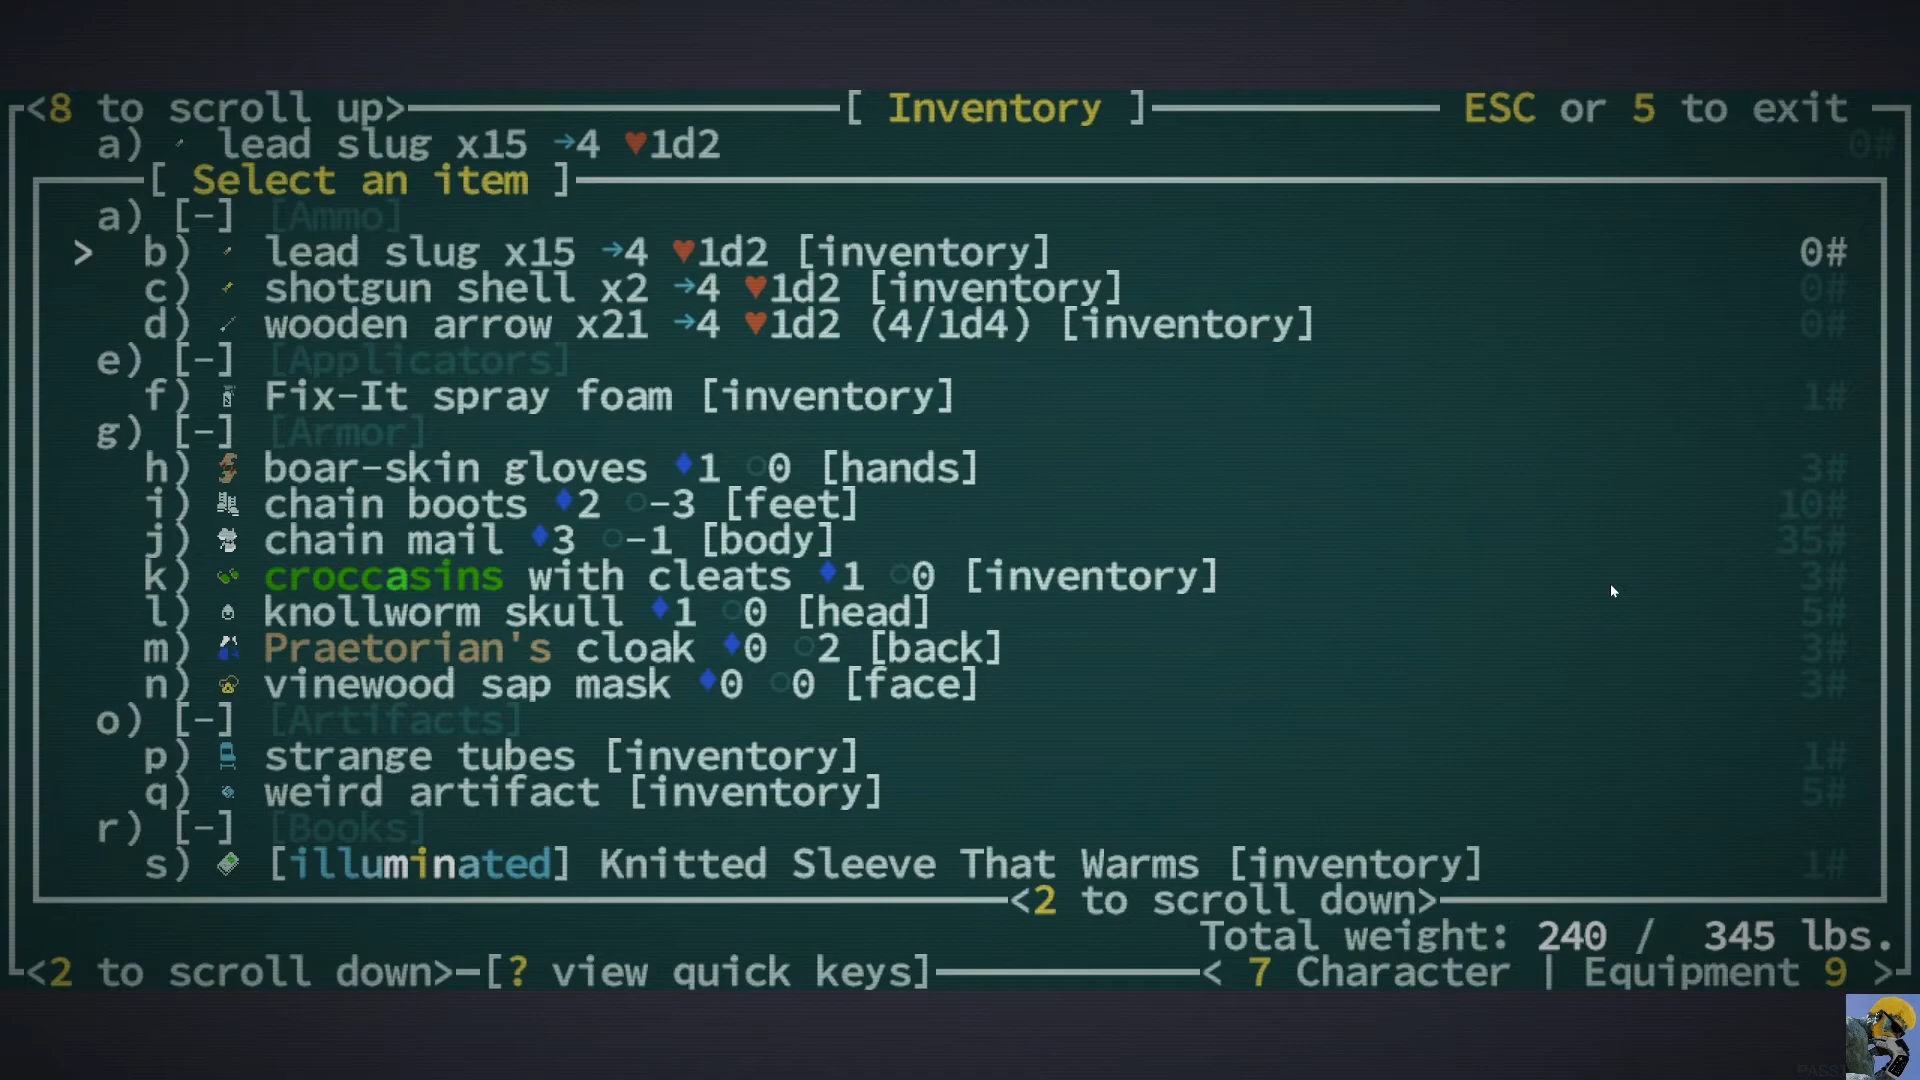 <8 to scroll up> [ Inventory ] ESC or 5 to exit
a) lead slug x15 →4 ♥1d2 0#
[ Select an item ]
a) [-] [Ammo]
> b) lead slug x15 →4 ♥1d2 [inventory] 0#
c) shotgun shell x2 →4 ♥1d2 [inventory] 0#
d) wooden arrow x21 →4 ♥1d2 (4/1d4) [inventory] 0#
e) [-] [Applicators]
f) Fix-It spray foam [inventory] 1#
g) [-] [Armor]
h) boar-skin gloves ♦1 ○0 [hands] 3#
i) chain boots ♦2 ○-3 [feet] 10#
j) chain mail ♦3 ○-1 [body] 35#
k) croccasins with cleats ♦1 ○0 [inventory] 3#
l) knollworm skull ♦1 ○0 [head] 5#
m) Praetorian's cloak ♦0 ○2 [back] 3#
n) vinewood sap mask ♦0 ○0 [face] 3#
o) [-] [Artifacts]
p) strange tubes [inventory] 1#
q) weird artifact [inventory] 5#
r) [-] [Books]
s) [illuminated] Knitted Sleeve That Warms [inventory] 1#
<2 to scroll down>
Total weight: 240 / 345 lbs.
<2 to scroll down> [? view quick keys] < 7 Character | Equipment 9 >